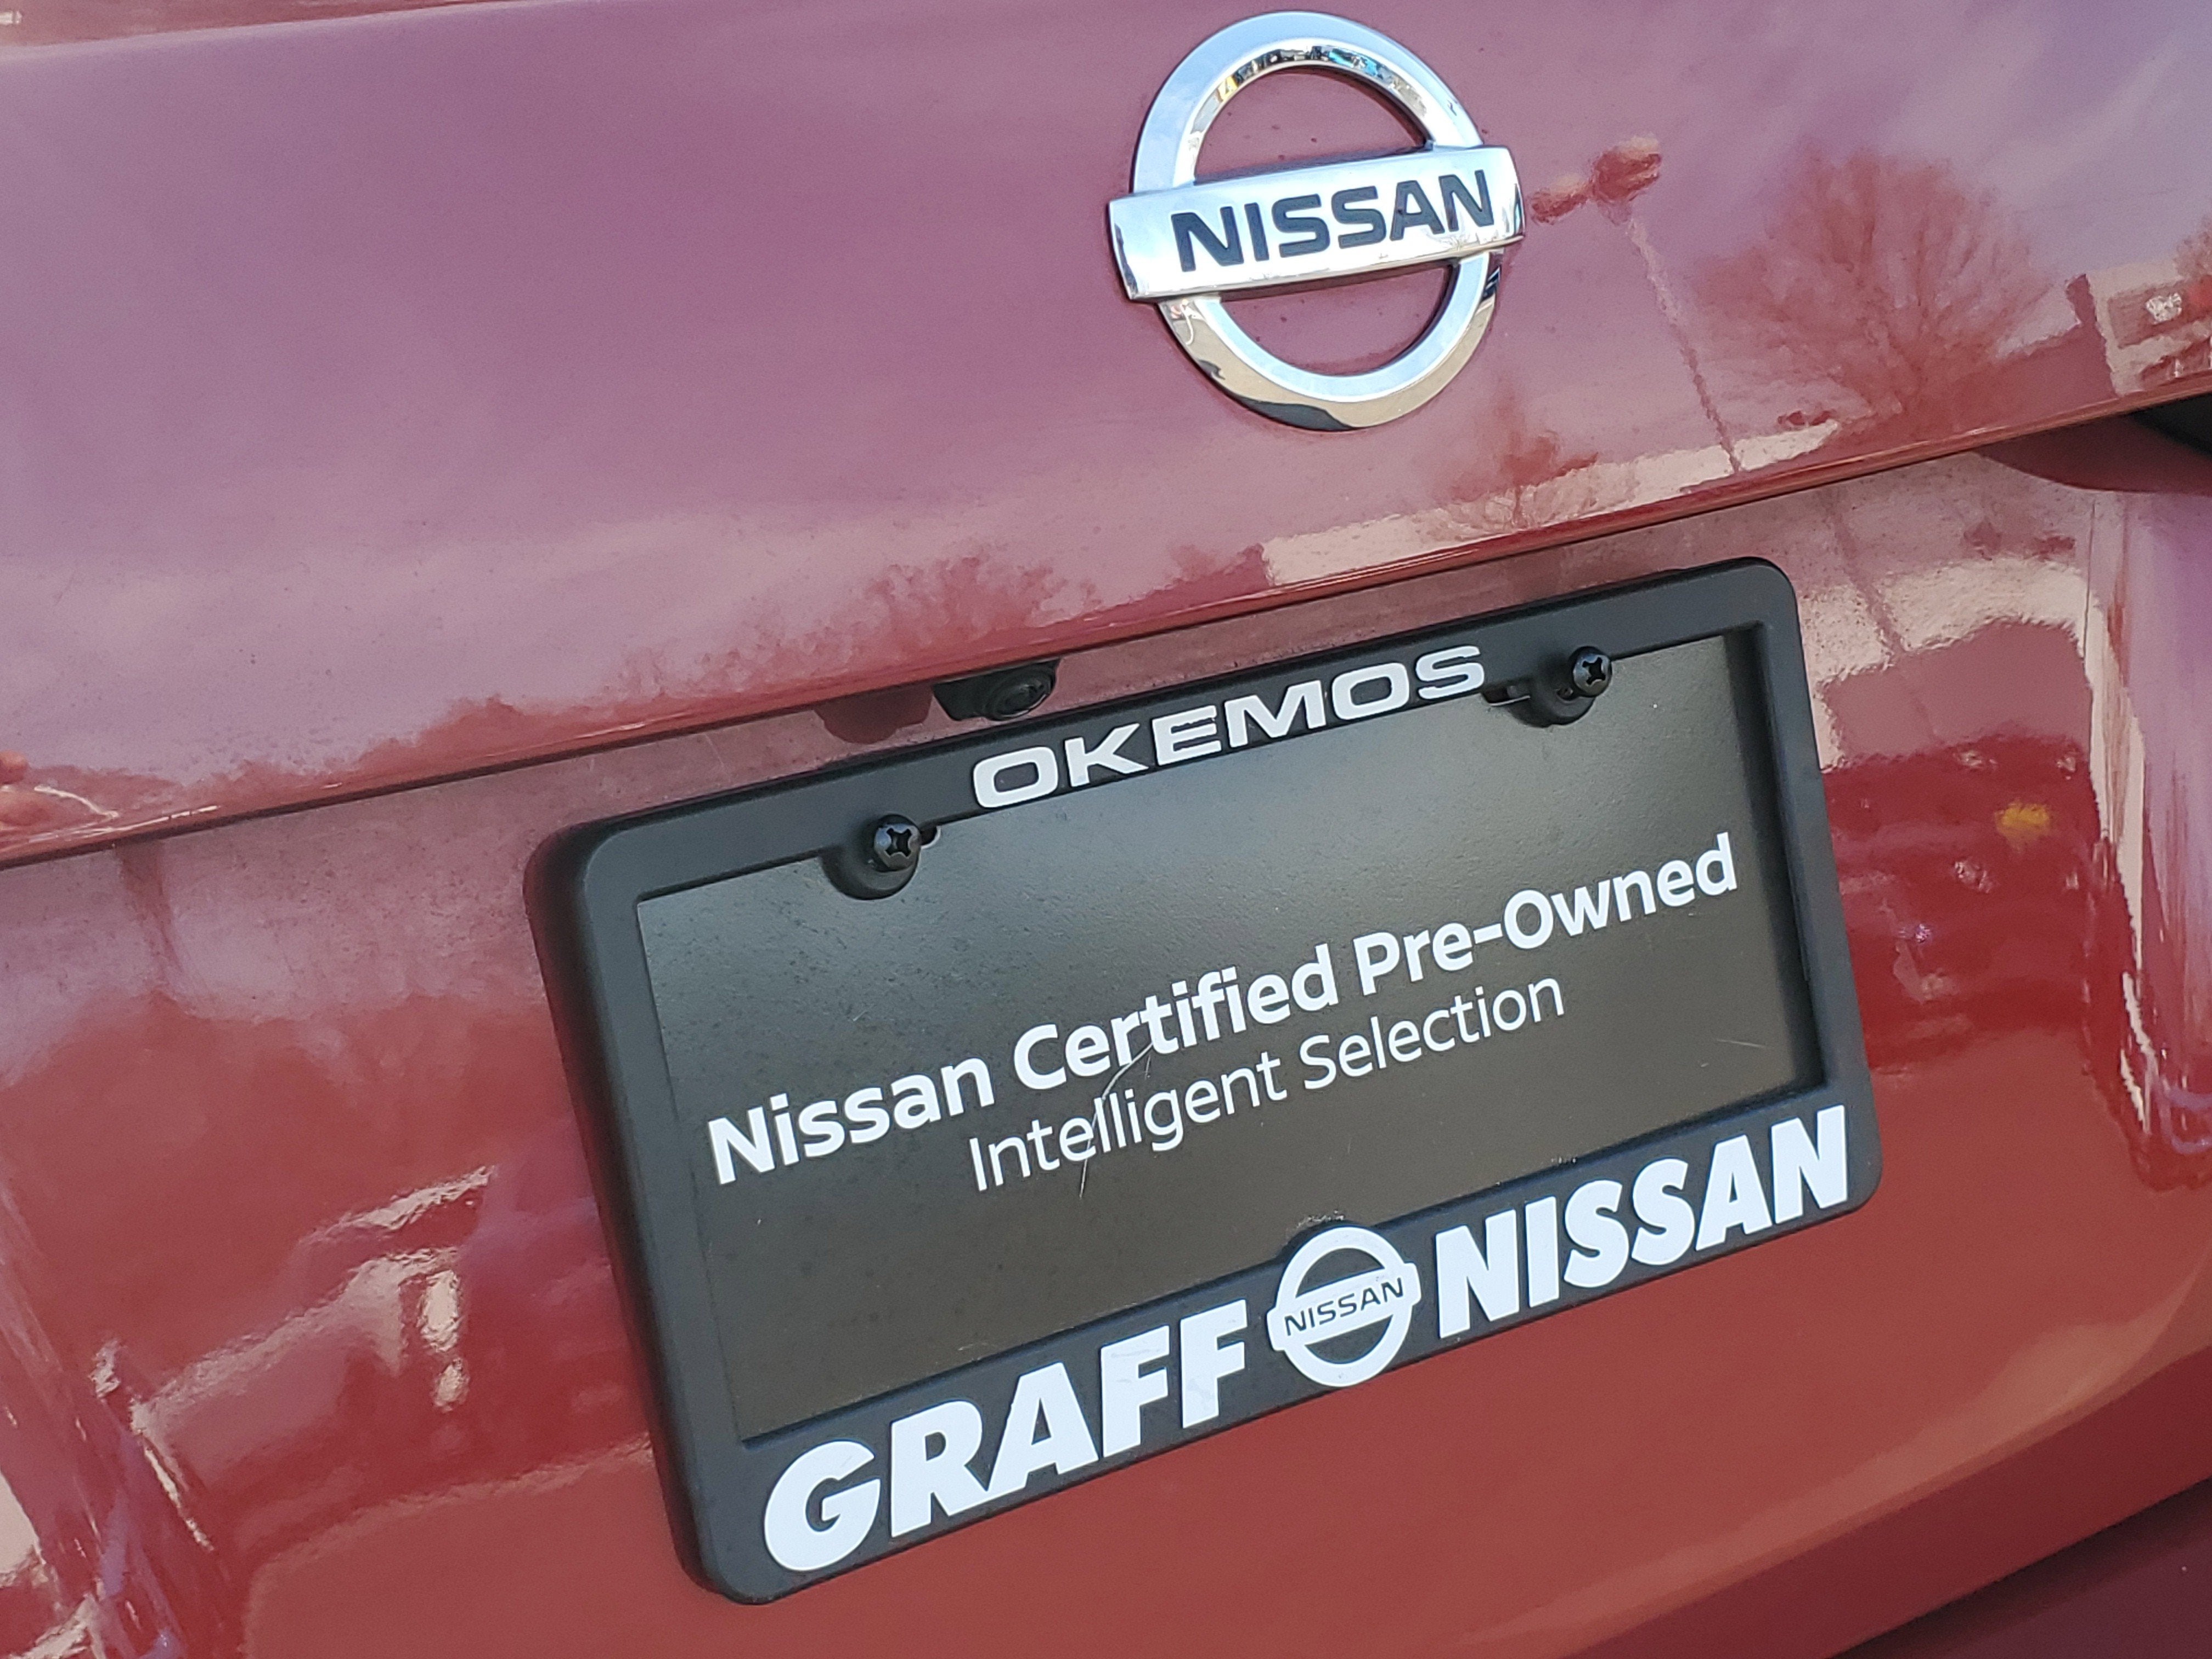 NISSAN
OKEMOS
Nissan Certified Pre-Owned
Intelligent Selection
GRAFF NISSAN NISSAN